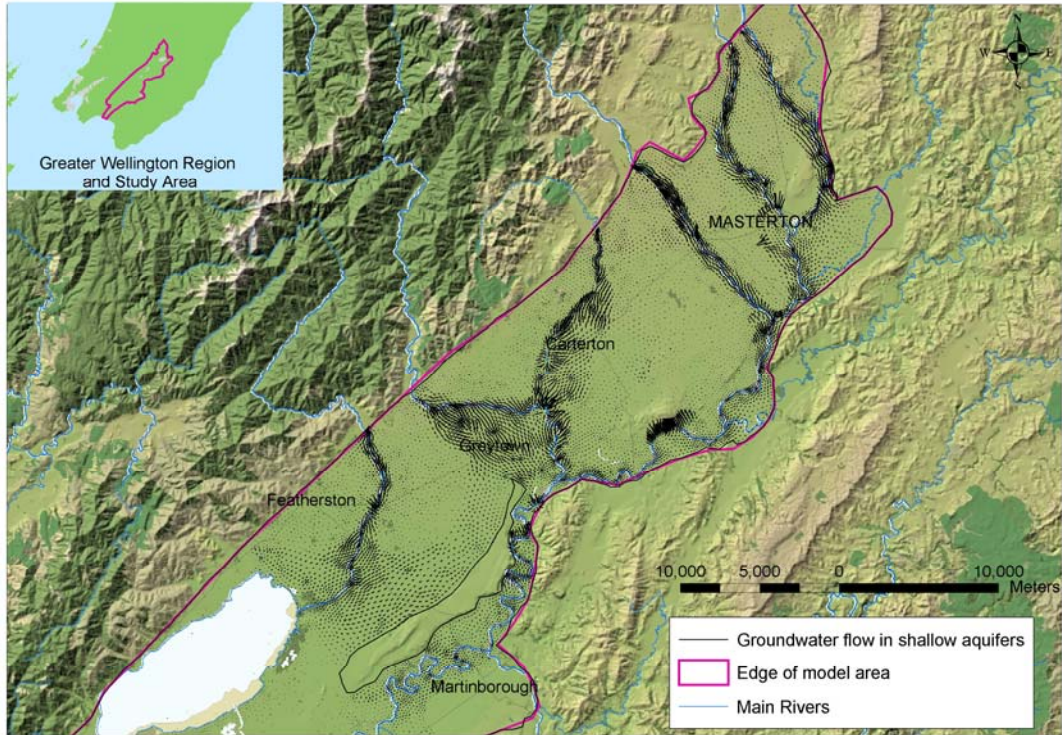 Greater Wellington Region
and Study Area
N
W
E
MASTERTON
Carterton
Greytown
Featherston
Martinborough
10,000 5,000 0 10,000
Meters
Groundwater flow in shallow aquifers
Edge of model area
Main Rivers